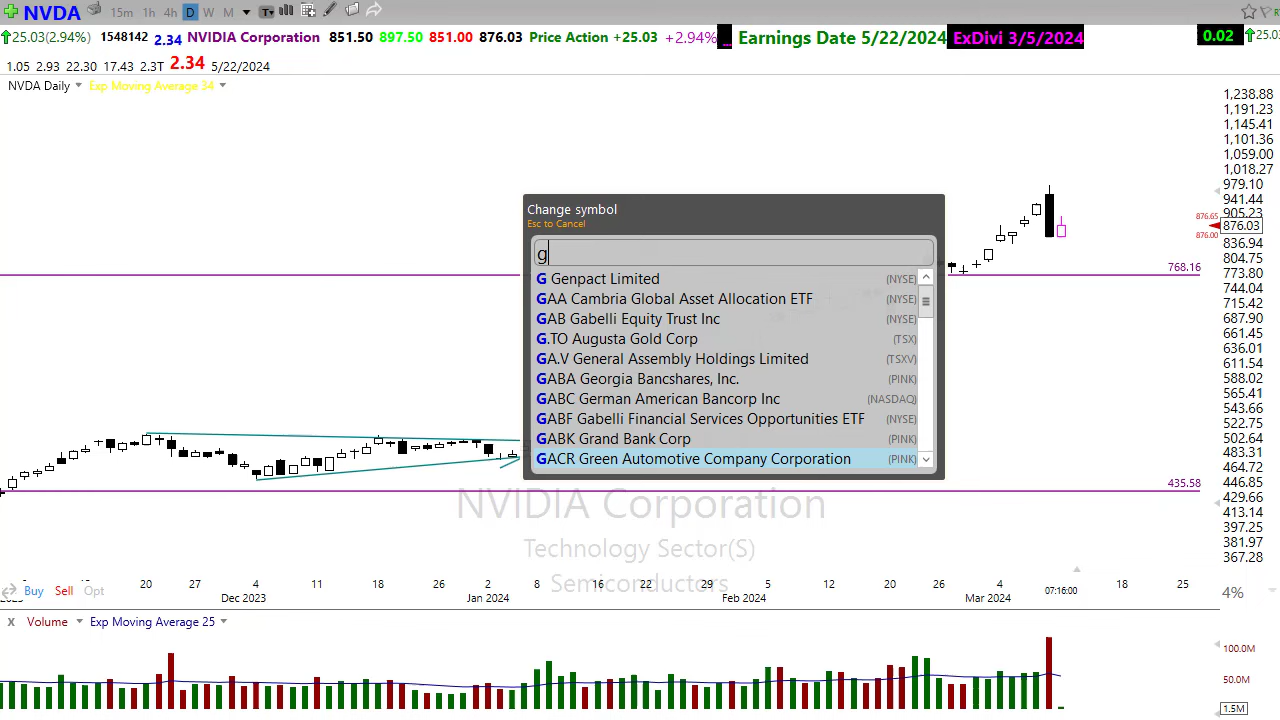 NVDA 15m 1h 4h D W M T
25.03(2.94%) 1548142 2.34 NVIDIA Corporation 851.50 897.50 851.00 876.03 Price Action +25.03 +2.94% Earnings Date 5/22/2024 ExDivi 3/5/2024 0.02 25.03
1.05 2.93 22.30 17.43 2.3T 2.34 5/22/2024
NVDA Daily Exp Moving Average 34
1,238.88
1,191.23
1,145.41
1,101.36
1,059.00
1,018.27
979.10
941.44
905.23
876.65
876.03
876.00
836.94
804.75
768.16
773.80
744.04
715.42
687.90
661.45
636.01
611.54
588.02
565.41
543.66
522.75
502.64
483.31
464.72
435.58
446.85
429.66
413.14
397.25
381.97
367.28
Change symbol
Esc to Cancel
g
G Genpact Limited (NYSE)
GAA Cambria Global Asset Allocation ETF (NYSE)
GAB Gabelli Equity Trust Inc (NYSE)
G.TO Augusta Gold Corp (TSX)
GA.V General Assembly Holdings Limited (TSXV)
GABA Georgia Bancshares, Inc. (PINK)
GABC German American Bancorp Inc (NASDAQ)
GABF Gabelli Financial Services Opportunities ETF (NYSE)
GABK Grand Bank Corp (PINK)
GACR Green Automotive Company Corporation (PINK)
NVIDIA Corporation
Technology Sector(S)
Semiconductors
20 27 4 11 18 26 2 8 16 22 29 5 12 20 26 4 18 25
Buy Sell Opt
Dec 2023 Jan 2024 Feb 2024 Mar 2024 07:16:00
4%
x Volume Exp Moving Average 25
100.0M
50.0M
1.5M